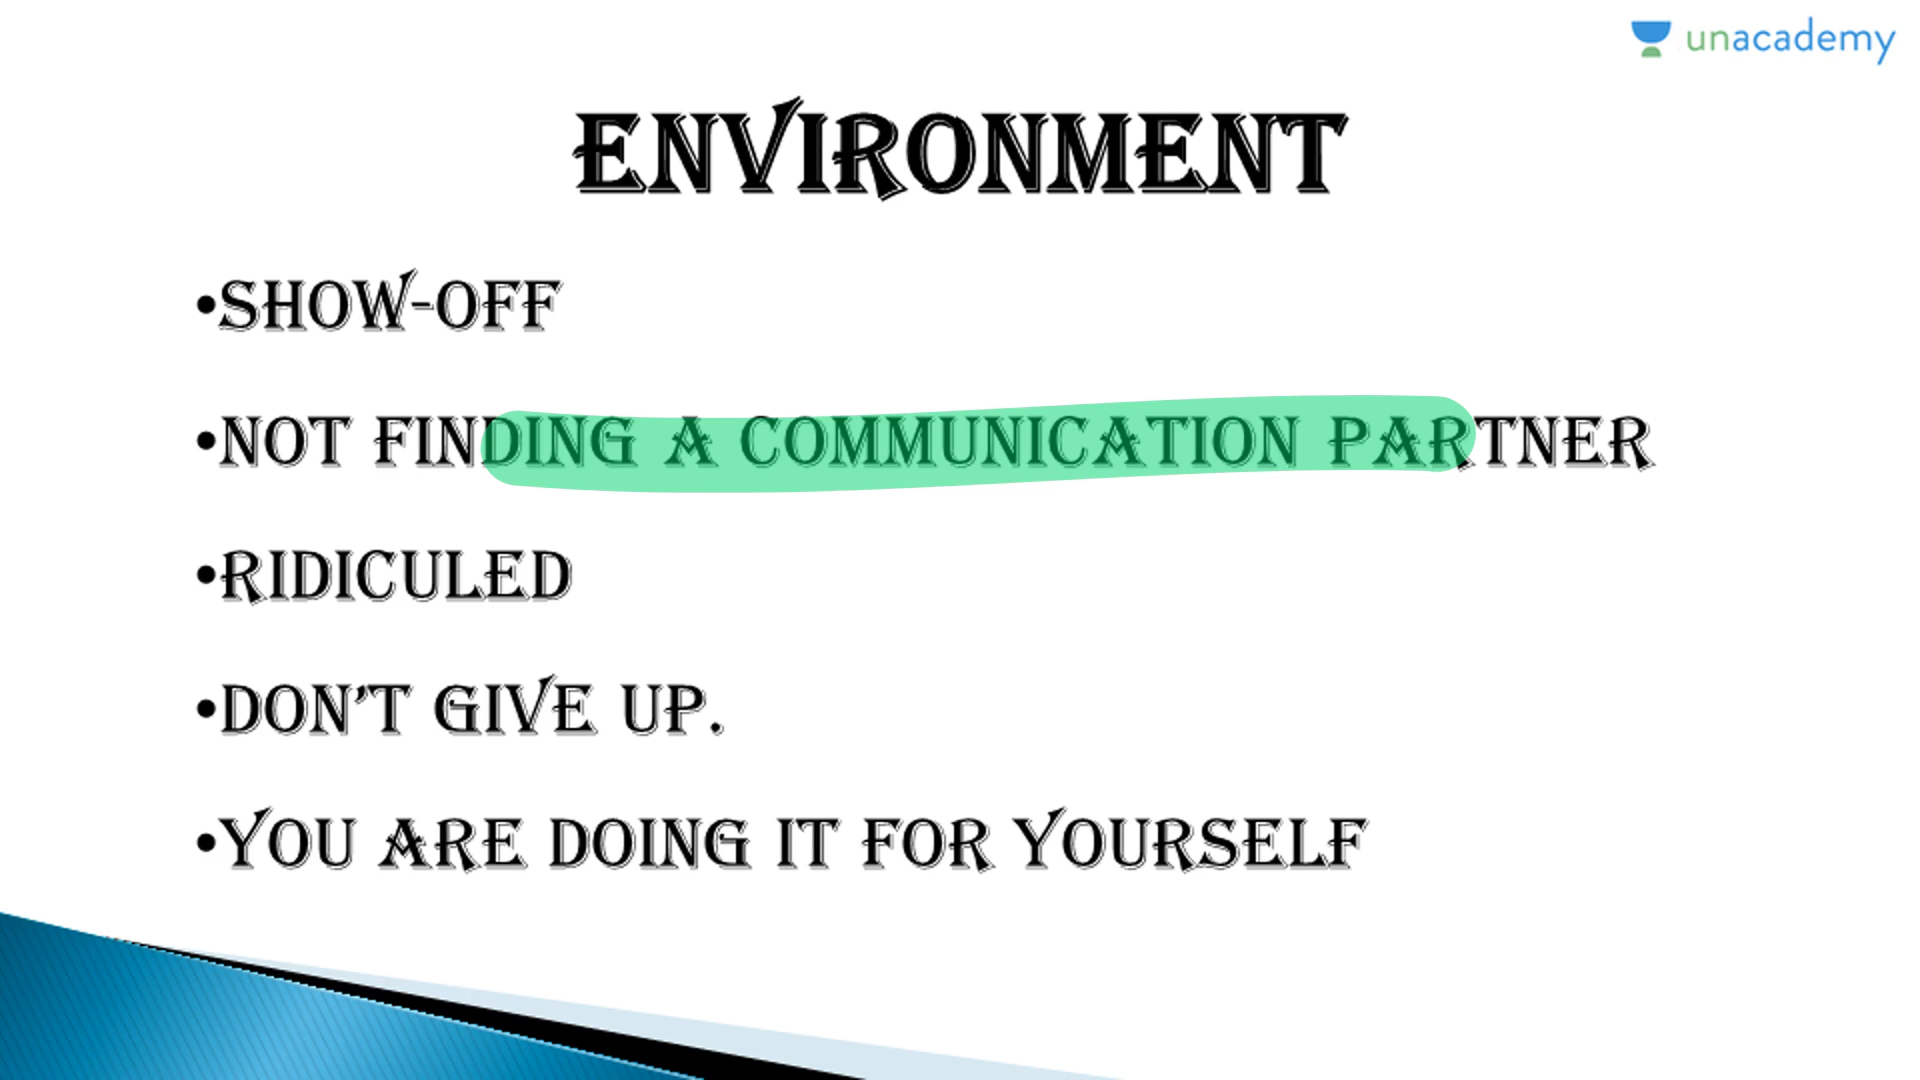 unacademy
ENVIRONMENT
•SHOW-OFF
•NOT FINDING A COMMUNICATION PARTNER
•RIDICULED
•DON'T GIVE UP.
•YOU ARE DOING IT FOR YOURSELF